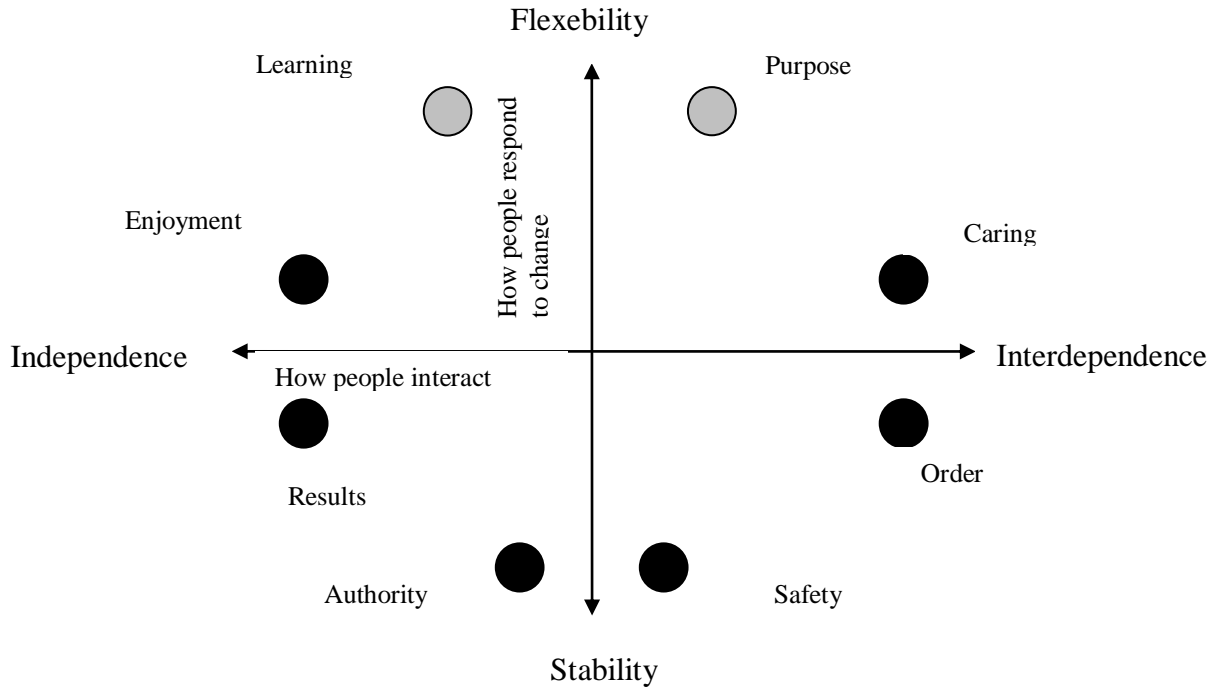 Flexebility
Learning
Purpose
How people respond
to change
Enjoyment
Caring
Independence
Interdependence
How people interact
Order
Results
Authority
Safety
Stability